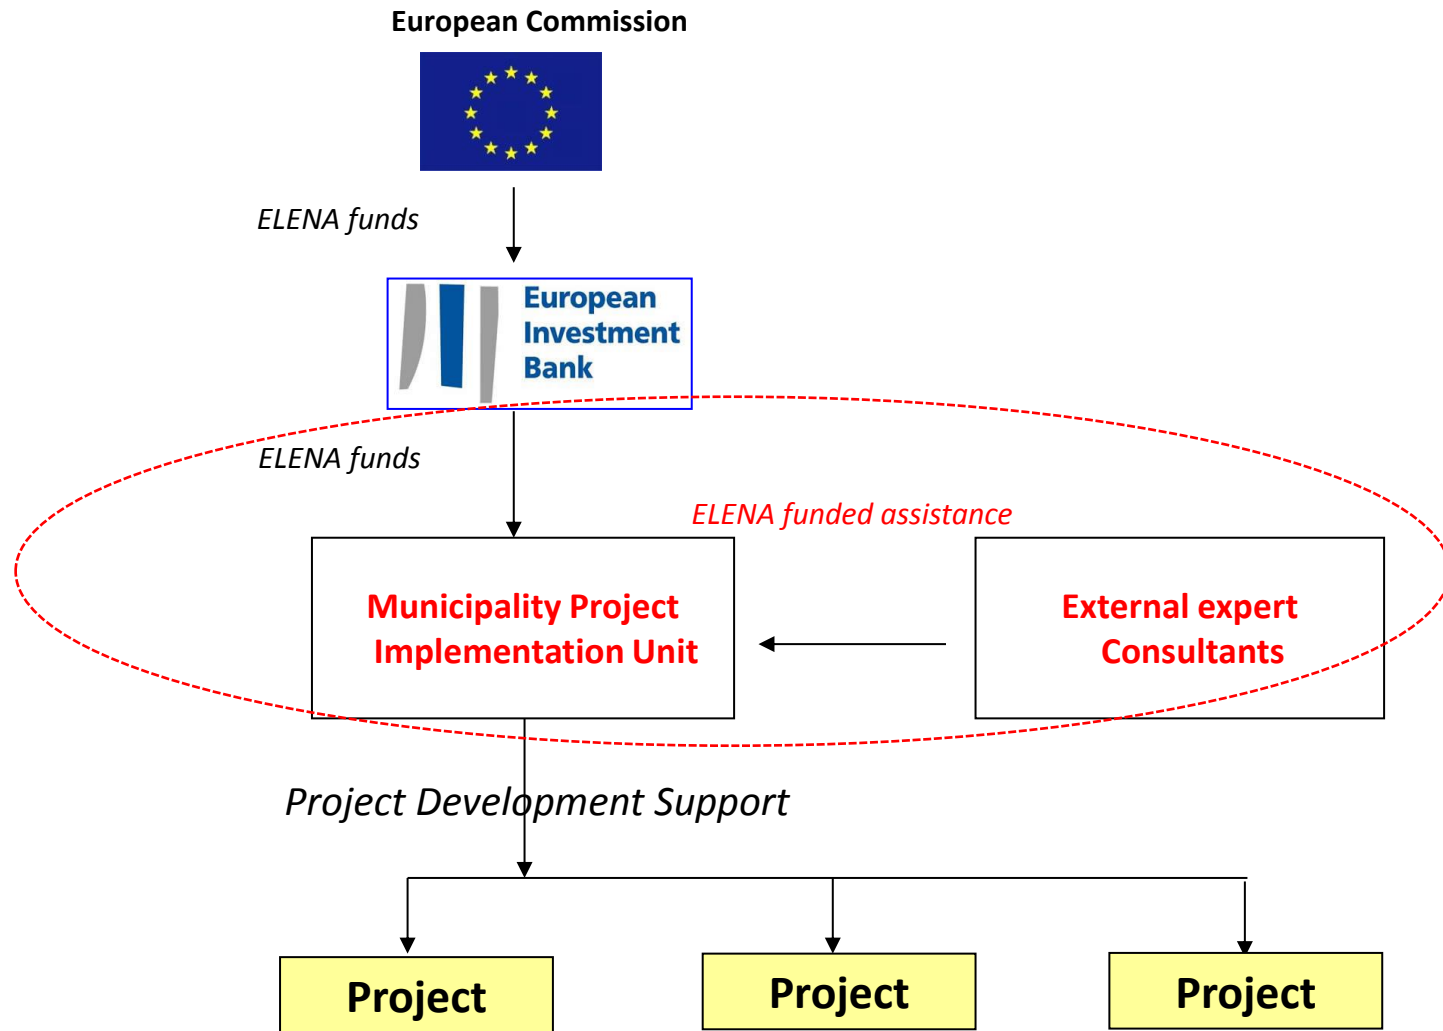 European Commission
ELENA funds
European
Investment
Bank
ELENA funds
ELENA funded assistance
Municipality Project
Implementation Unit
External expert
Consultants
Project Development Support
Project
Project
Project